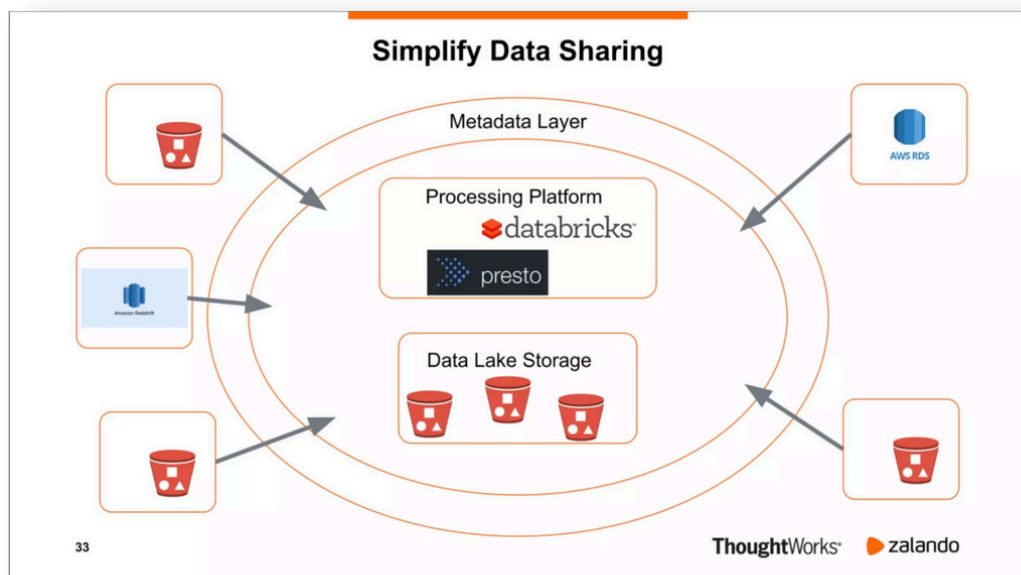 Simplify Data Sharing
Metadata Layer
AWS RDS
Processing Platform
databricks
presto
Amazon Redshift
Data Lake Storage
33
ThoughtWorks®
zalando